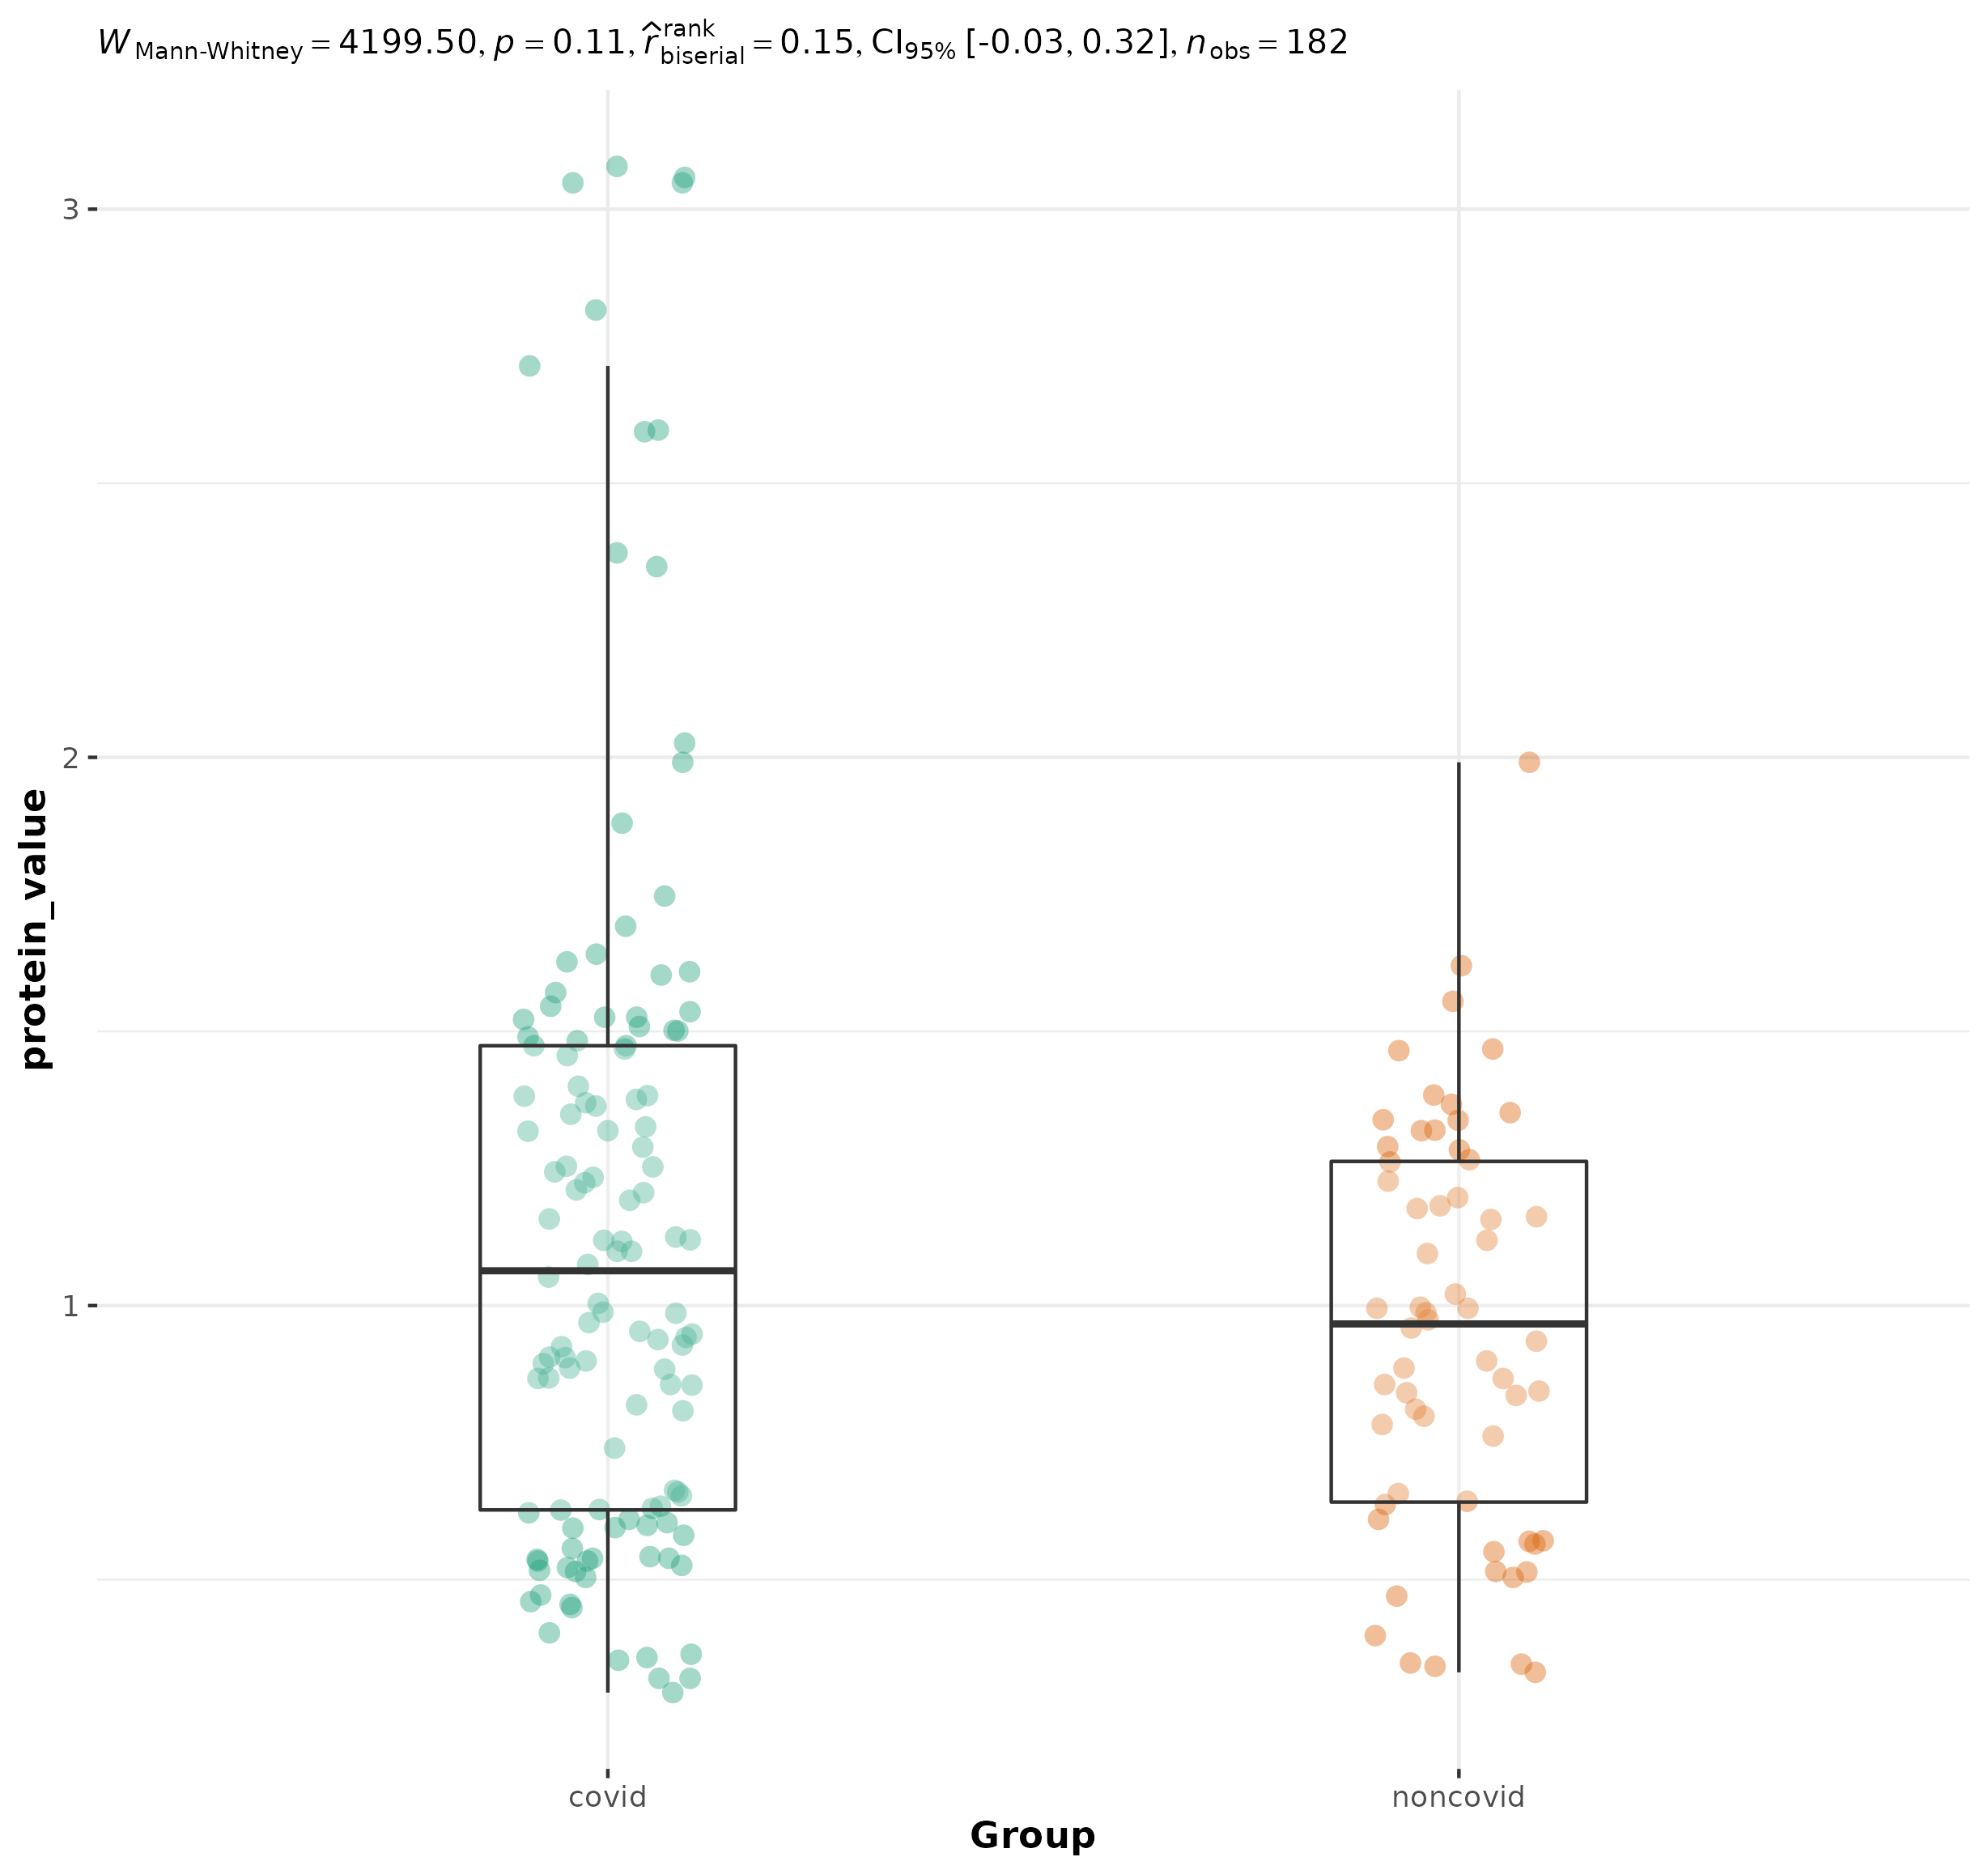 W Mann-Whitney = 4199.50, p = 0.11, r̂ rank biserial = 0.15, CI95% [-0.03, 0.32], n obs = 182
3
2
1
protein_value
covid noncovid
Group